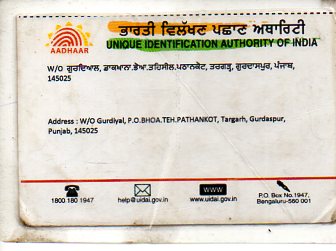 ਭਾਰਤੀ ਵਿਲੱਖਣ ਪਛਾਣ ਅਥਾਰਿਟੀ
UNIQUE IDENTIFICATION AUTHORITY OF INDIA
AADHAAR
W/O ਗੁਰਦਿਆਲ, ਡਾਕਖਾਨਾ.ਭੋਆ.ਤਹਿਸੀਲ.ਪਠਾਨਕੋਟ, ਤਰਗੜ੍ਹ, ਗੁਰਦਾਸਪੁਰ, ਪੰਜਾਬ,
145025
Address : W/O Gurdiyal, P.O.BHOA.TEH.PATHANKOT, Targarh, Gurdaspur,
Punjab, 145025
WWW
1800 180 1947 help@uidai.gov.in www.uidai.gov.in P.O. Box No.1947,
Bengaluru-560 001